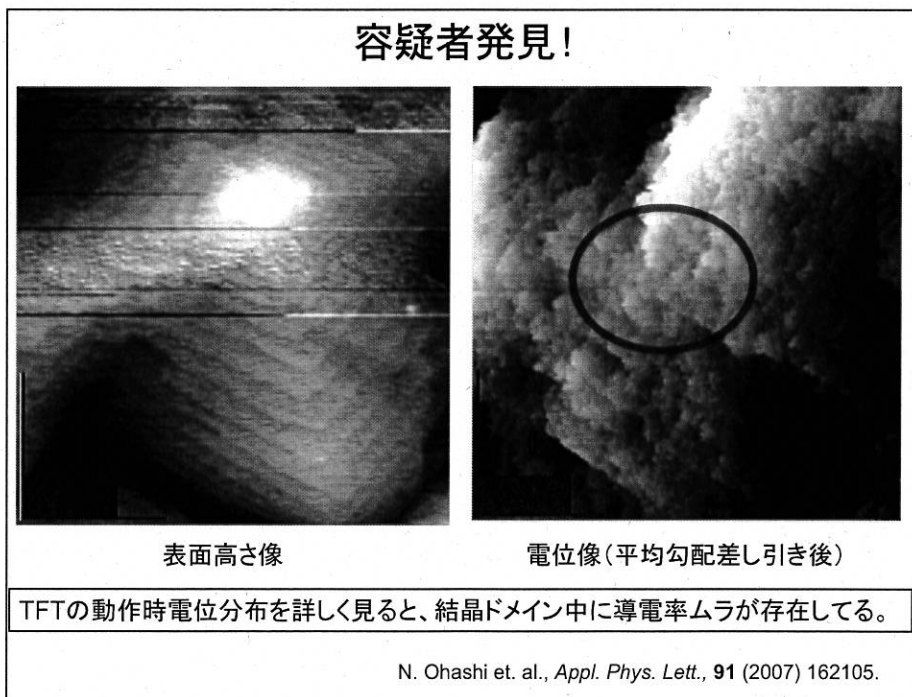 容疑者発見!
表面高さ像
電位像(平均勾配差し引き後)
TFTの動作時電位分布を詳しく見ると、結晶ドメイン中に導電率ムラが存在してる。
N. Ohashi et. al., Appl. Phys. Lett., 91 (2007) 162105.